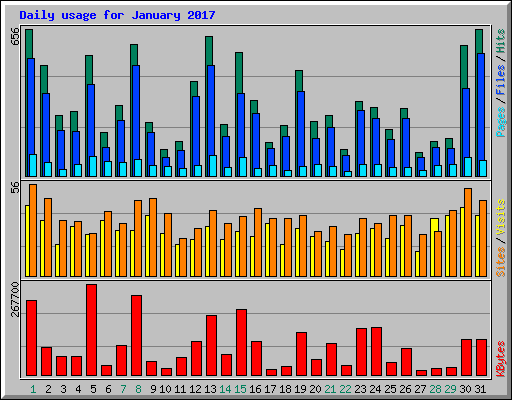 Daily usage for January 2017
656
Pages / Files / Hits
56
Sites / Visits
267700
KBytes
1 2 3 4 5 6 7 8 9 10 11 12 13 14 15 16 17 18 19 20 21 22 23 24 25 26 27 28 29 30 31